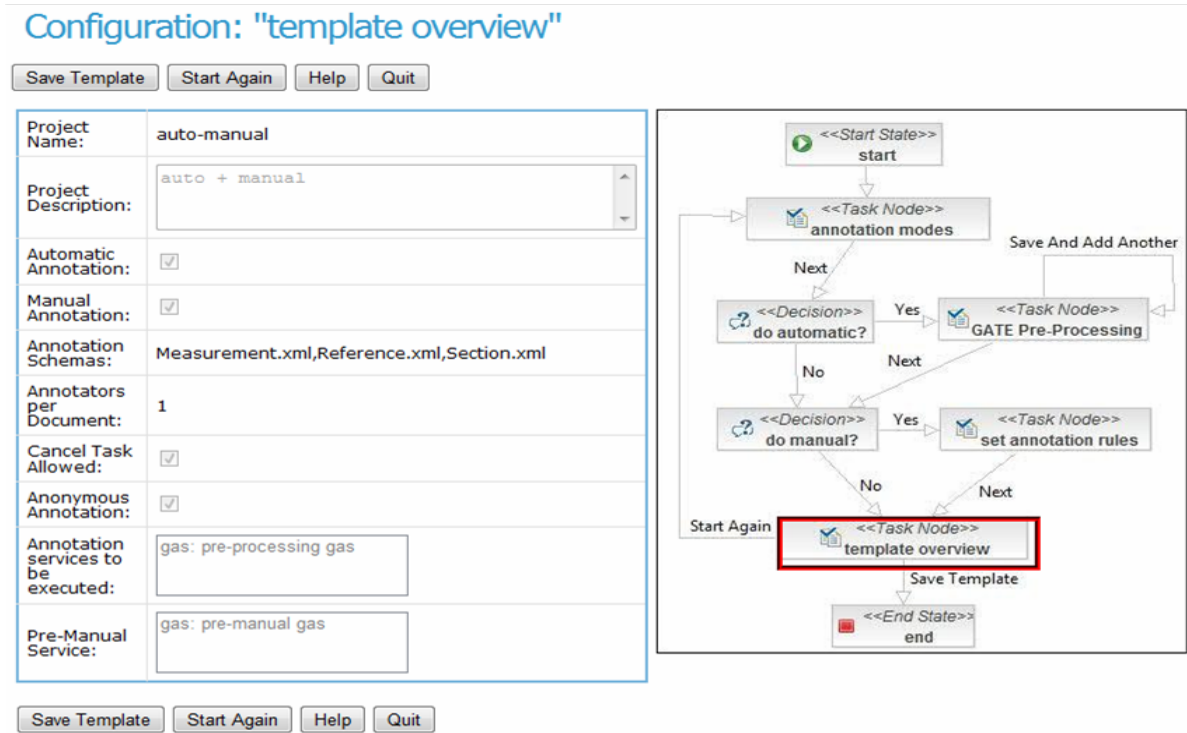 Configuration: "template overview"
Save Template Start Again Help Quit
Project
Name:
auto-manual
Project
Description:
auto + manual
Automatic
Annotation:
Manual
Annotation:
Annotation
Schemas:
Measurement.xml,Reference.xml,Section.xml
Annotators
per
Document:
1
Cancel Task
Allowed:
Anonymous
Annotation:
Annotation
services to
be
executed:
gas: pre-processing gas
Pre-Manual
Service:
gas: pre-manual gas
<<Start State>>
start
<<Task Node>>
annotation modes
Save And Add Another
Next
<<Decision>>
do automatic?
Yes
<<Task Node>>
GATE Pre-Processing
Next
No
<<Decision>>
do manual?
Yes
<<Task Node>>
set annotation rules
No
Next
Start Again
<<Task Node>>
template overview
Save Template
<<End State>>
end
Save Template Start Again Help Quit